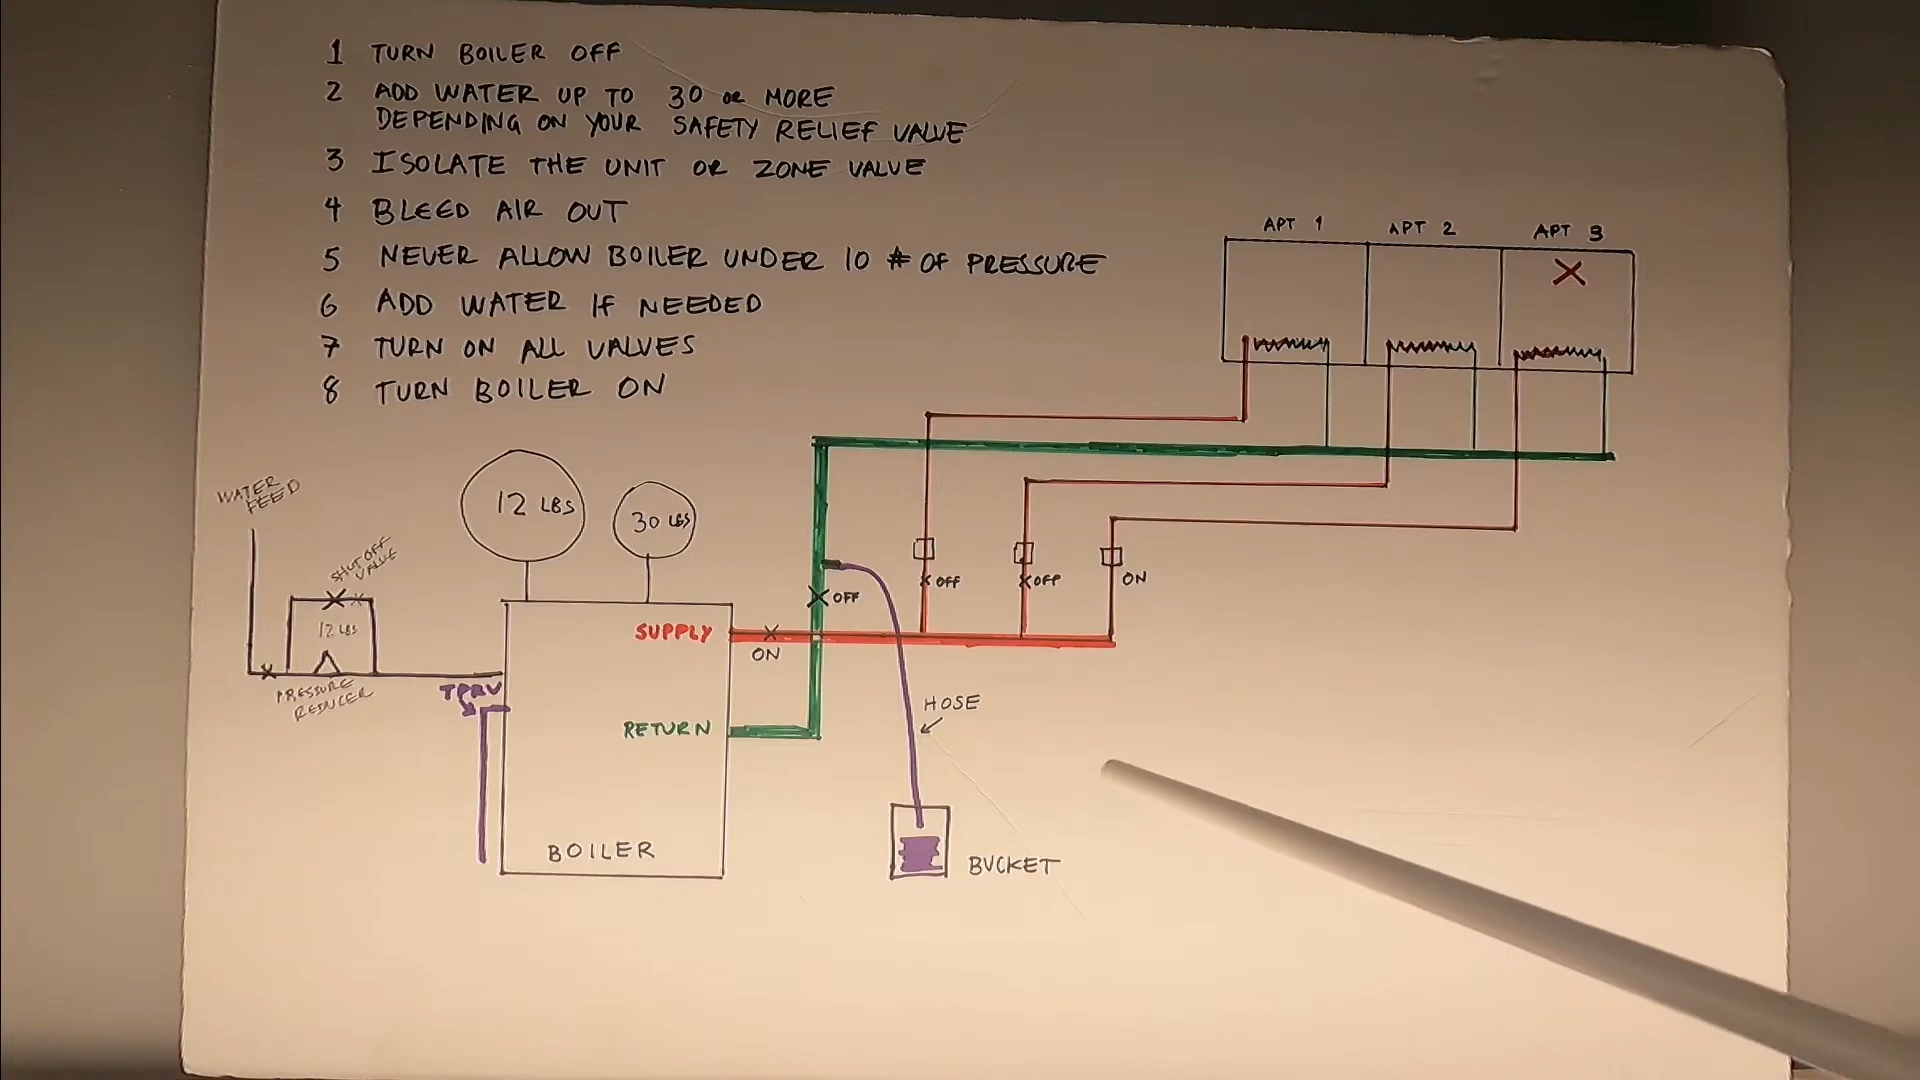 1 TURN BOILER OFF
2 ADD WATER UP TO 30 or MORE
DEPENDING ON YOUR SAFETY RELIEF VALVE
3 ISOLATE THE UNIT OR ZONE VALVE
4 BLEED AIR OUT
5 NEVER ALLOW BOILER UNDER 10 # OF PRESSURE
6 ADD WATER IF NEEDED
7 TURN ON ALL VALVES
8 TURN BOILER ON
APT 1
APT 2
APT 3
WATER
FEED
SHUT OFF
VALVE
12 LBS
PRESSURE
REDUCER
12 LBS
30 LBS
TPRV
SUPPLY
RETURN
BOILER
OFF
ON
OFF
OFF
ON
HOSE
BUCKET